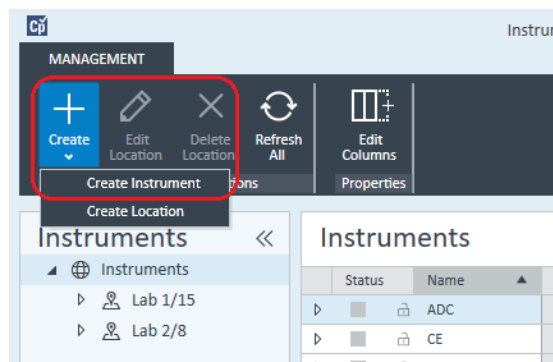 Cp
Instru
MANAGEMENT
Create
Edit Location
Delete Location
Refresh All
Edit Columns
Create Instrument
ions
Properties
Create Location
Instruments
Instruments
Instruments
Status
Name
Lab 1/15
ADC
Lab 2/8
CE